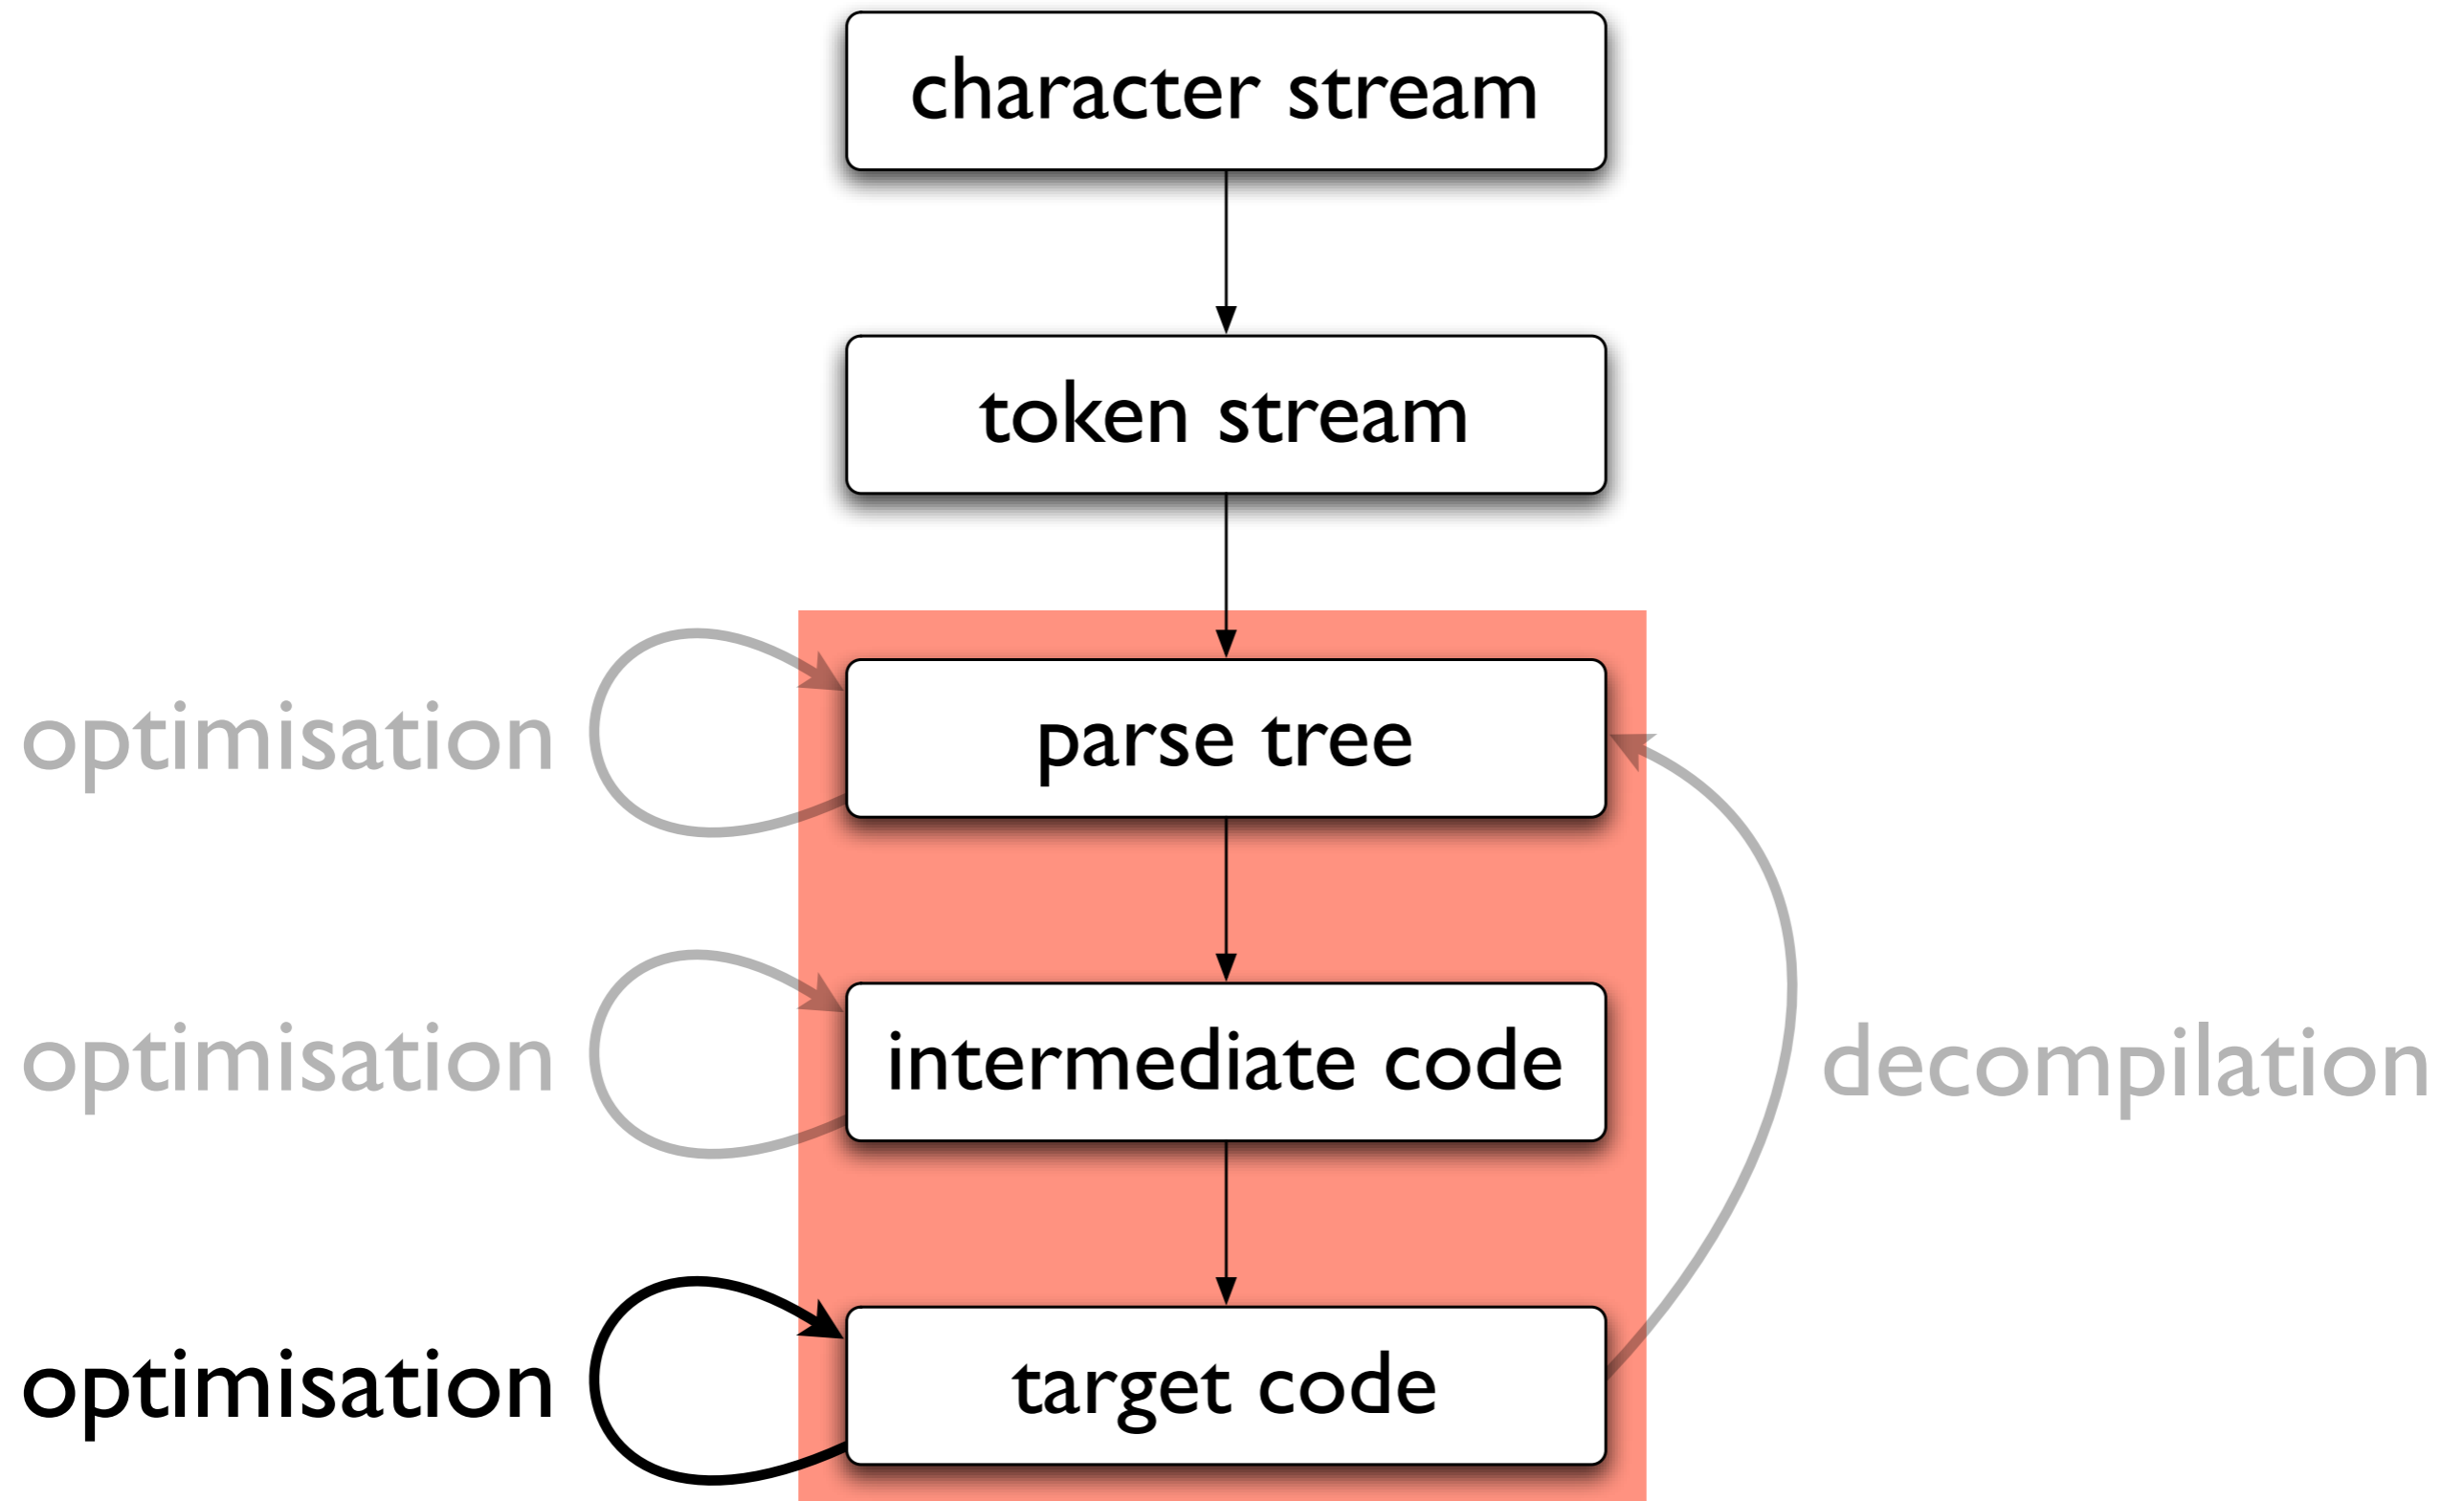 character stream
token stream
optimisation
parse tree
optimisation
intermediate code
decompilation
optimisation
target code